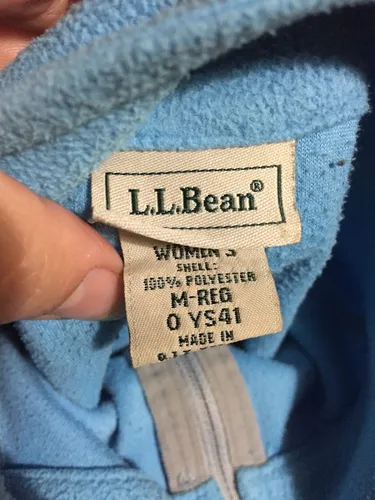 L.L.Bean®
WOMEN'S
SHELL:
100% POLYESTER
M-REG
0 YS41
MADE IN